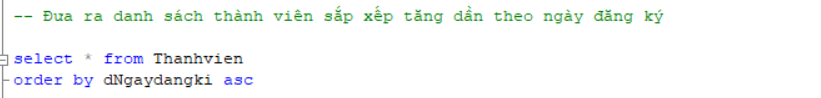 -- Đưa ra danh sách thành viên sắp xếp tăng dần theo ngày đăng ký
select * from Thanhvien
order by dNgaydangki asc